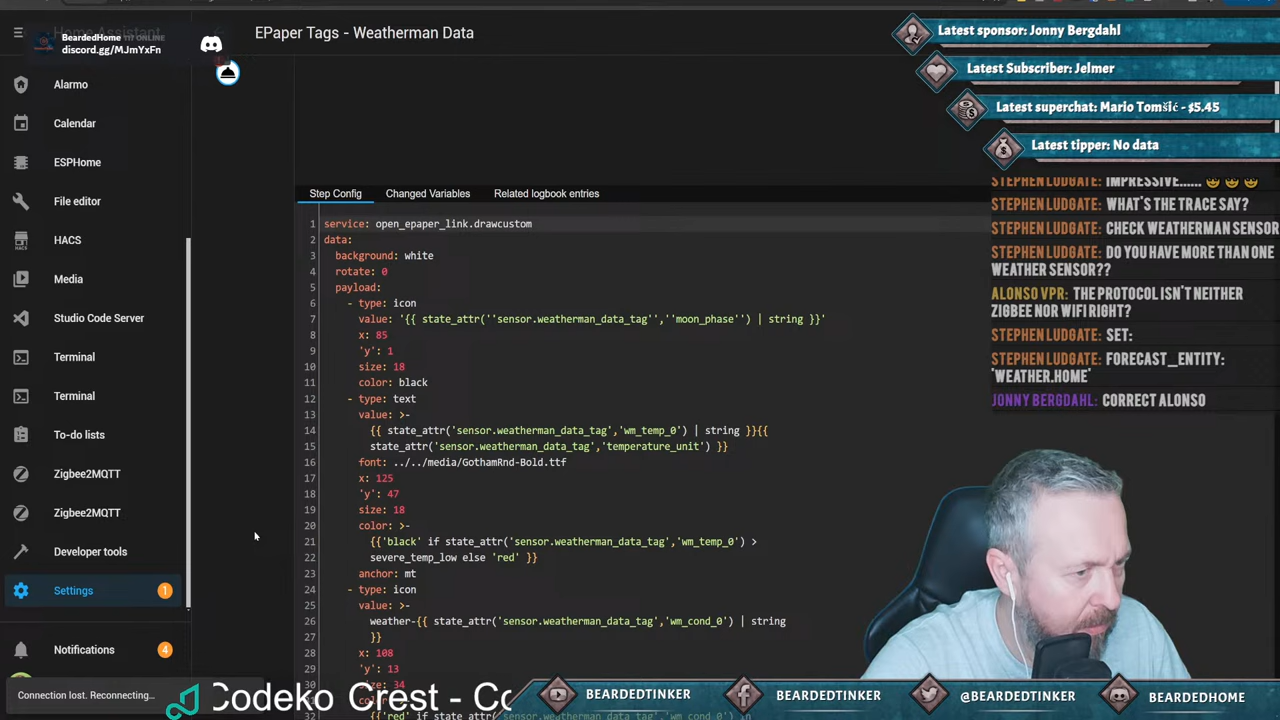 Home Assistant
BeardedHome 117 ONLINE
discord.gg/MJmYxFn
EPaper Tags - Weatherman Data
Alarmo
Calendar
ESPHome
File editor
HACS
Media
Studio Code Server
Terminal
Terminal
To-do lists
Zigbee2MQTT
Zigbee2MQTT
Developer tools
Settings 1
Notifications 4
Connection lost. Reconnecting...
Step Config Changed Variables Related logbook entries
1 service: open_epaper_link.drawcustom
2 data:
3 background: white
4 rotate: 0
5 payload:
6 - type: icon
7 value: '{{ state_attr(''sensor.weatherman_data_tag'',''moon_phase'') | string }}'
8 x: 85
9 'y': 1
10 size: 18
11 color: black
12 - type: text
13 value: >-
14 {{ state_attr('sensor.weatherman_data_tag','wm_temp_0') | string }}{{
15 state_attr('sensor.weatherman_data_tag','temperature_unit') }}
16 font: ../../media/GothamRnd-Bold.ttf
17 x: 125
18 'y': 47
19 size: 18
20 color: >-
21 {{'black' if state_attr('sensor.weatherman_data_tag','wm_temp_0') >
22 severe_temp_low else 'red' }}
23 anchor: mt
24 - type: icon
25 value: >-
26 weather-{{ state_attr('sensor.weatherman_data_tag','wm_cond_0') | string
27 }}
28 x: 108
29 'y': 13
30 size: 34
Latest sponsor: Jonny Bergdahl
Latest Subscriber: Jelmer
Latest superchat: Mario Tomšić - $5.45
Latest tipper: No data
STEPHEN LUDGATE: IMPRESSIVE...... 🤓 🤓 🤓
STEPHEN LUDGATE: WHAT'S THE TRACE SAY?
STEPHEN LUDGATE: CHECK WEATHERMAN SENSOR
STEPHEN LUDGATE: DO YOU HAVE MORE THAN ONE
WEATHER SENSOR??
ALONSO VPR: THE PROTOCOL ISN'T NEITHER
ZIGBEE NOR WIFI RIGHT?
STEPHEN LUDGATE: SET:
STEPHEN LUDGATE: FORECAST_ENTITY:
'WEATHER.HOME'
JONNY BERGDAHL: CORRECT ALONSO
Codeko Crest - Co
BEARDEDTINKER BEARDEDTINKER @BEARDEDTINKER BEARDEDHOME